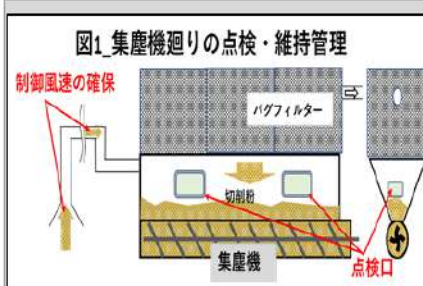 図1_集塵機廻りの点検・維持管理
制御風速の確保
バグフィルター
切削粉
集塵機
点検口